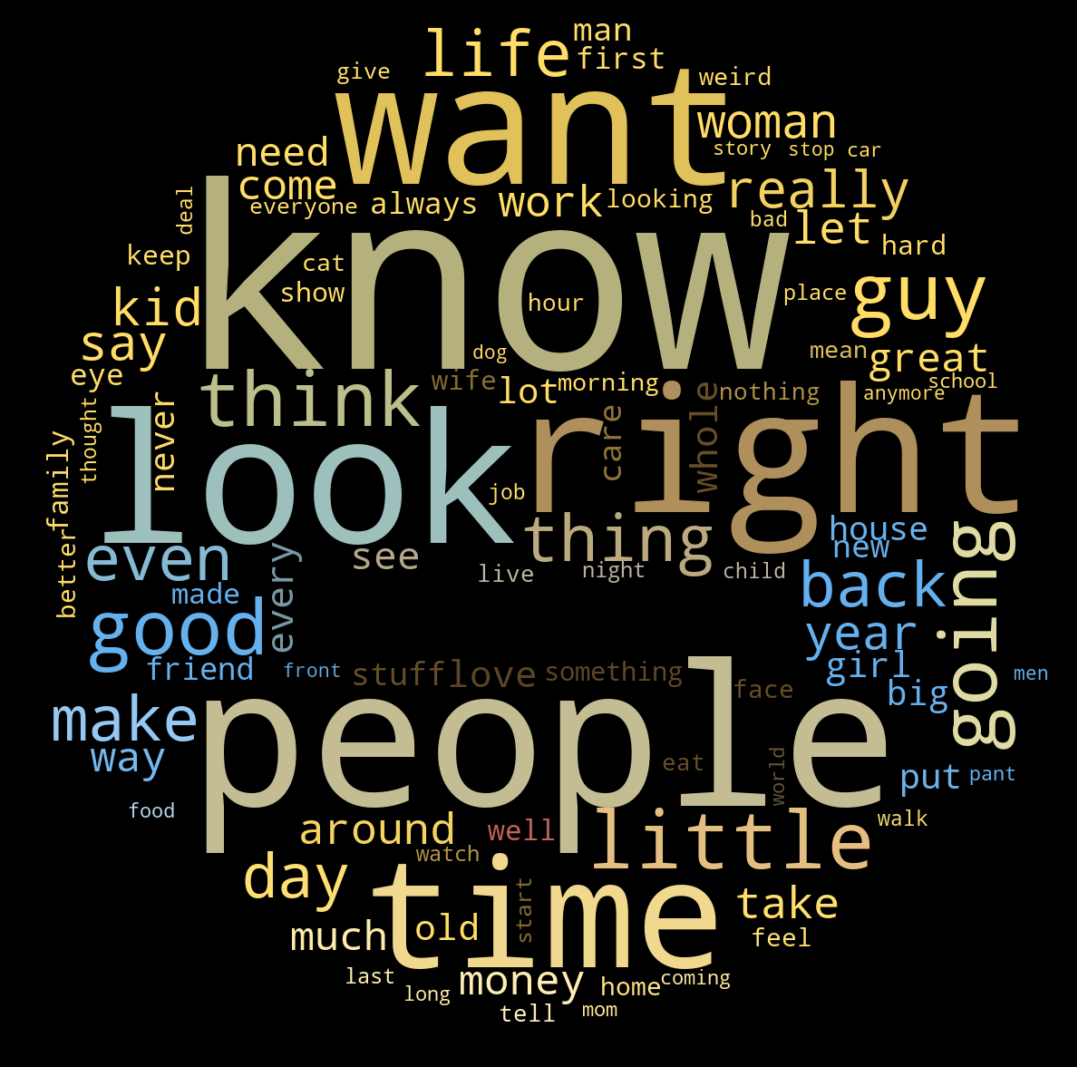 man
life
first
give
weird
want
woman
need
story stop car
come
really
deal
everyone
always
work
looking
bad
let
hard
know
keep
cat
show
hour
place
guy
kid
say
dog
mean
great
eye
think
wife
lot
morning
nothing
school
anymore
thought
never
care
whole
right
look
family
job
going
thing
house
new
better
even
see
every
live
night
child
back
made
good
year
friend
front
stuff
love
something
girl
men
face
big
make
people
way
eat
world
put
pant
food
around
well
little
walk
watch
day
time
start
take
much
old
feel
last
money
home
coming
long
tell
mom